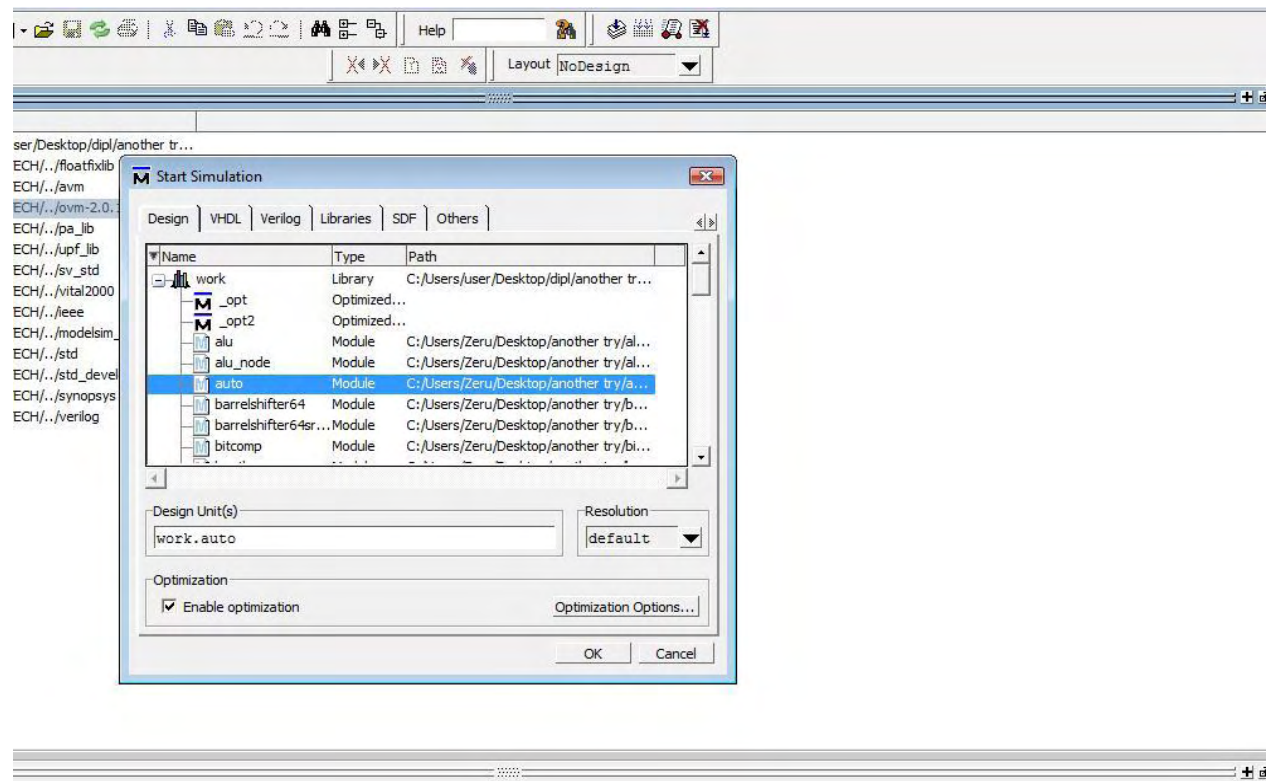 Help
Layout NoDesign
ser/Desktop/dipl/another tr...
ECH/../floatfixlib
ECH/../avm
ECH/../ovm-2.0.
ECH/../pa_lib
ECH/../upf_lib
ECH/../sv_std
ECH/../vital2000
ECH/../ieee
ECH/../modelsim_
ECH/../std
ECH/../std_devel
ECH/../synopsys
ECH/../verilog
Start Simulation
Design VHDL Verilog Libraries SDF Others
Name Type Path
work Library C:/Users/user/Desktop/dipl/another tr...
_opt Optimized...
_opt2 Optimized...
alu Module C:/Users/Zeru/Desktop/another try/al...
alu_node Module C:/Users/Zeru/Desktop/another try/al...
auto Module C:/Users/Zeru/Desktop/another try/a...
barrelshifter64 Module C:/Users/Zeru/Desktop/another try/b...
barrelshifter64sr... Module C:/Users/Zeru/Desktop/another try/b...
bitcomp Module C:/Users/Zeru/Desktop/another try/bi...
Design Unit(s) Resolution
work.auto default
Optimization
Enable optimization Optimization Options...
OK Cancel